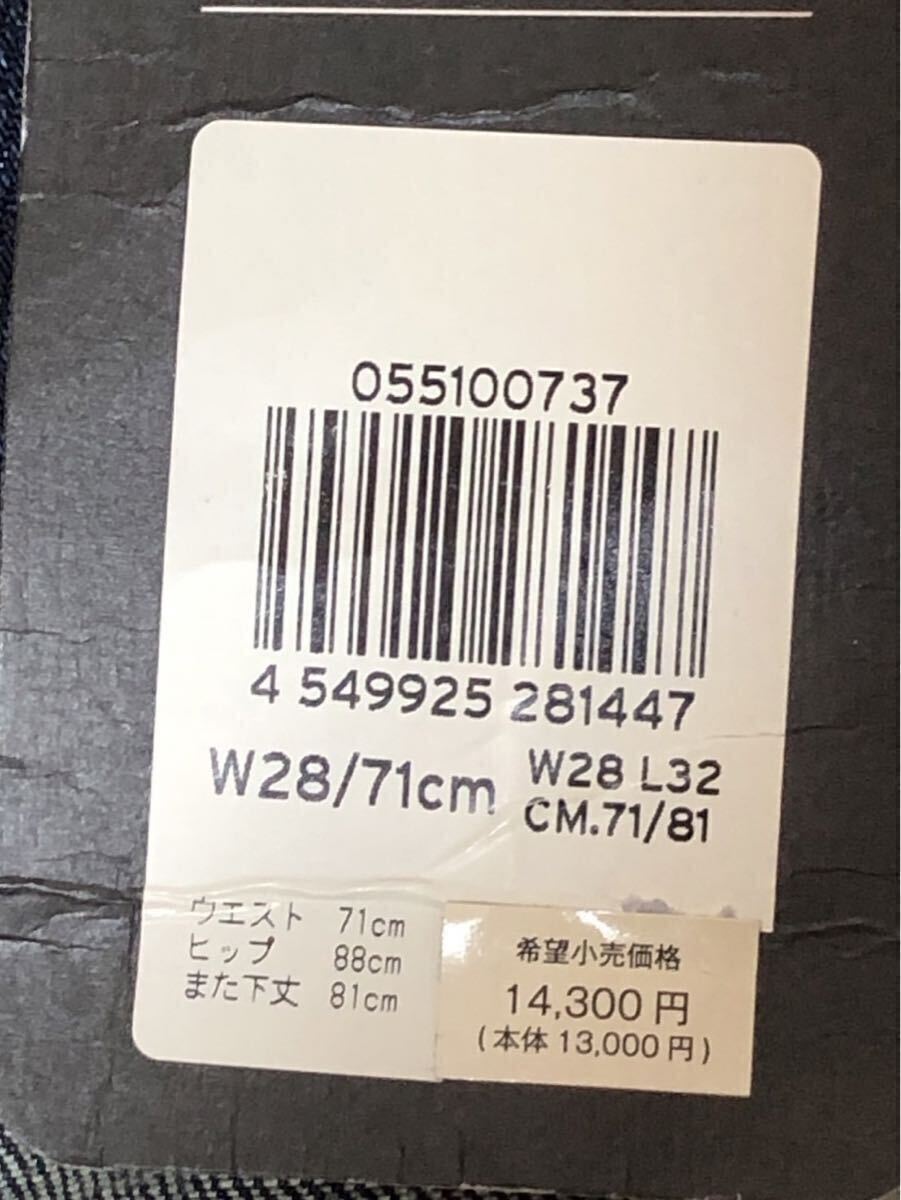 055100737
4 549925 281447
W28/71cm
W28 L32
CM.71/81
ウエスト 71cm
ヒップ 88cm
また下丈 81cm
希望小売価格
14,300円
(本体13,000円)